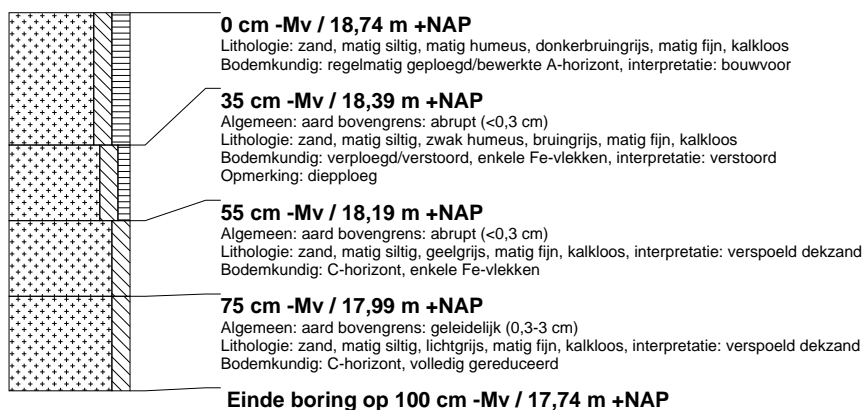 0 cm -Mv / 18,74 m +NAP
Lithologie: zand, matig siltig, matig humeus, donkerbruingrijs, matig fijn, kalkloos
Bodemkundig: regelmatig geploegd/bewerkte A-horizont, interpretatie: bouwvoor
35 cm -Mv / 18,39 m +NAP
Algemeen: aard bovengrens: abrupt (<0,3 cm)
Lithologie: zand, matig siltig, zwak humeus, bruingrijs, matig fijn, kalkloos
Bodemkundig: verploegd/verstoord, enkele Fe-vlekken, interpretatie: verstoord
Opmerking: diepploeg
55 cm -Mv / 18,19 m +NAP
Algemeen: aard bovengrens: abrupt (<0,3 cm)
Lithologie: zand, matig siltig, geelgrijs, matig fijn, kalkloos, interpretatie: verspoeld dekzand
Bodemkundig: C-horizont, enkele Fe-vlekken
75 cm -Mv / 17,99 m +NAP
Algemeen: aard bovengrens: geleidelijk (0,3-3 cm)
Lithologie: zand, matig siltig, lichtgrijs, matig fijn, kalkloos, interpretatie: verspoeld dekzand
Bodemkundig: C-horizont, volledig gereduceerd
Einde boring op 100 cm -Mv / 17,74 m +NAP